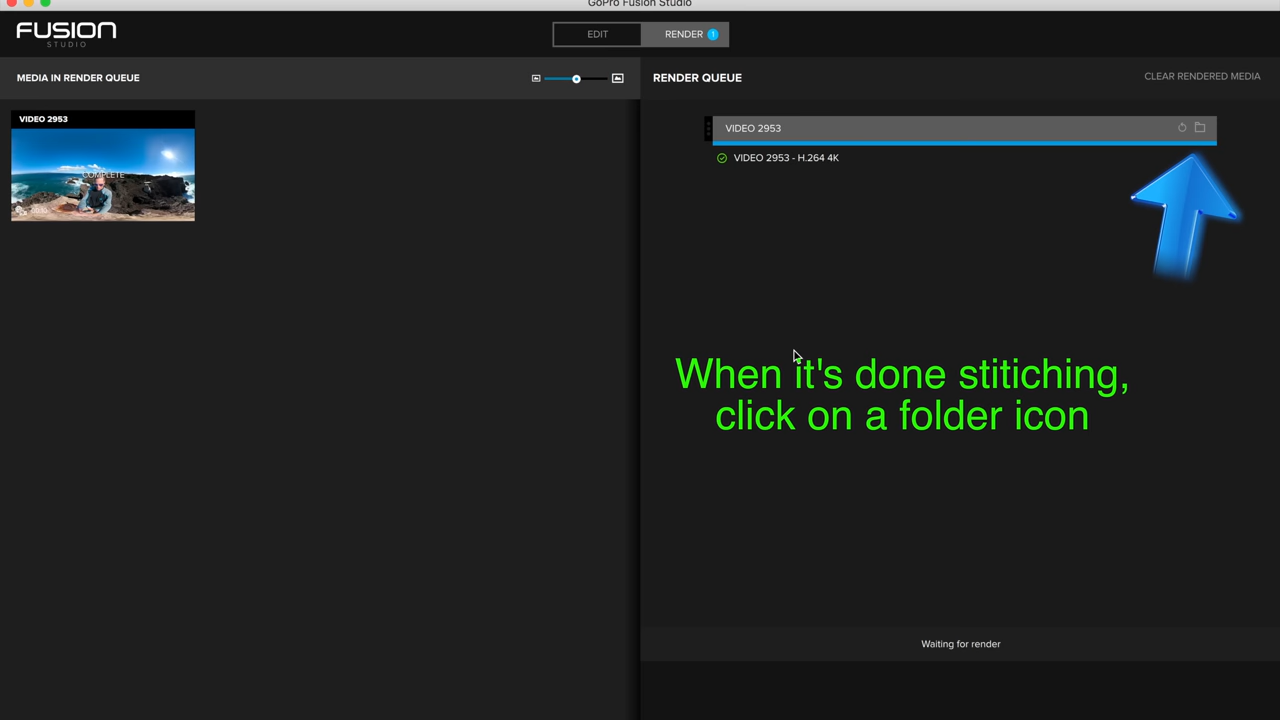 GoPro Fusion Studio
FUSION
STUDIO
EDIT
RENDER 1
MEDIA IN RENDER QUEUE
RENDER QUEUE
CLEAR RENDERED MEDIA
VIDEO 2953
COMPLETE
VIDEO 2953
VIDEO 2953 - H.264 4K
When it's done stitiching,
click on a folder icon
Waiting for render